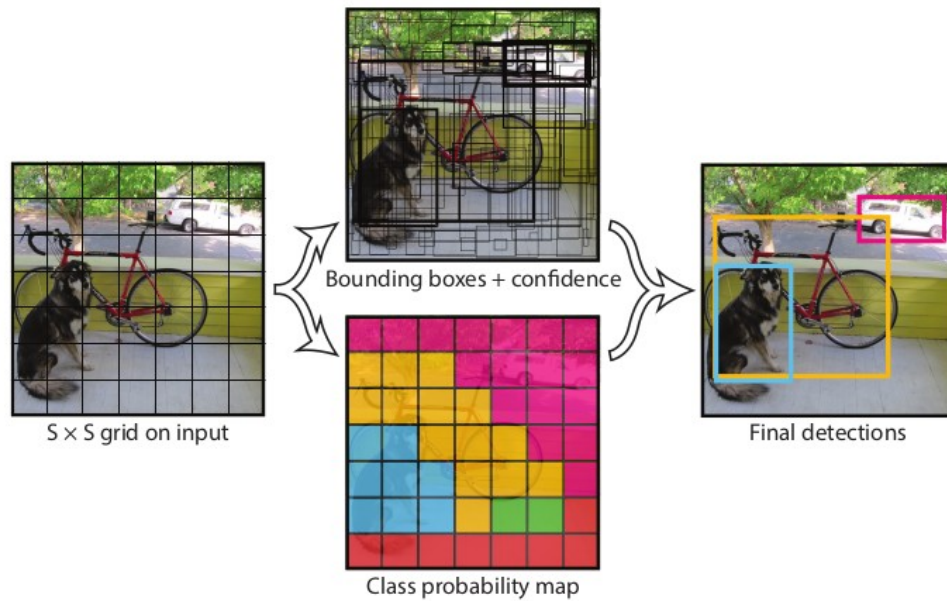 S × S grid on input
Bounding boxes + confidence
Class probability map
Final detections